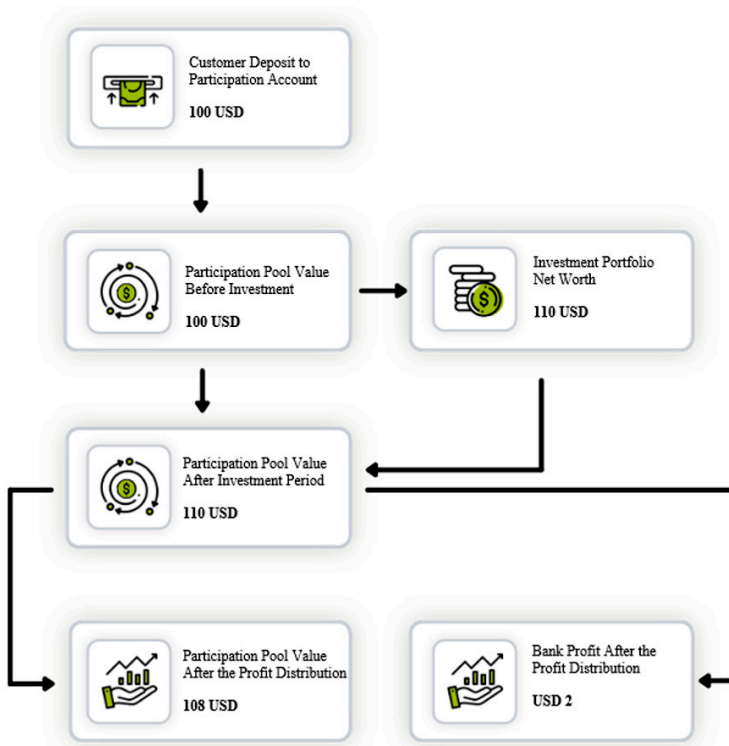 Customer Deposit to
Participation Account
100 USD
Participation Pool Value
Before Investment
100 USD
Investment Portfolio
Net Worth
110 USD
Participation Pool Value
After Investment Period
110 USD
Participation Pool Value
After the Profit Distribution
108 USD
Bank Profit After the
Profit Distribution
USD 2